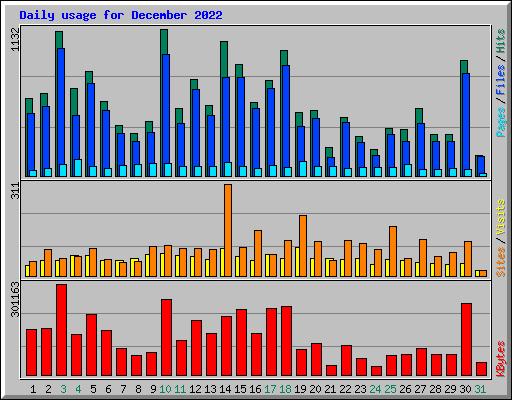 Daily usage for December 2022
1132
Pages / Files / Hits
311
Sites / Visits
301163
KBytes
1 2 3 4 5 6 7 8 9 10 11 12 13 14 15 16 17 18 19 20 21 22 23 24 25 26 27 28 29 30 31